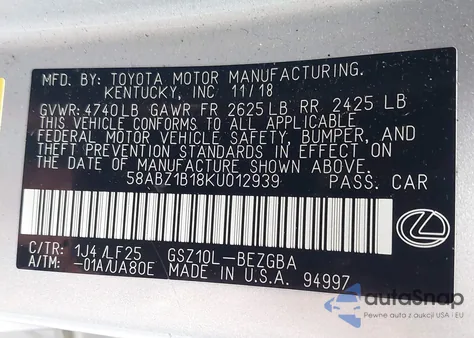 MFD. BY: TOYOTA MOTOR MANUFACTURING.
KENTUCKY, INC 11/18
GVWR: 4740LB GAWR FR 2625LB RR 2425 LB
THIS VEHICLE CONFORMS TO ALL APPLICABLE
FEDERAL MOTOR VEHICLE SAFETY, BUMPER, AND
THEFT PREVENTION STANDARDS IN EFFECT ON
THE DATE OF MANUFACTURE SHOWN ABOVE.
58ABZ1B18KU012939 PASS. CAR
C/TR: 1J4 /LF25 GSZ10L-BEZGBA
A/TM: -01A/UA80E MADE IN U.S.A. 94997
autoSnap
Pewne auta z aukcji USA i EU